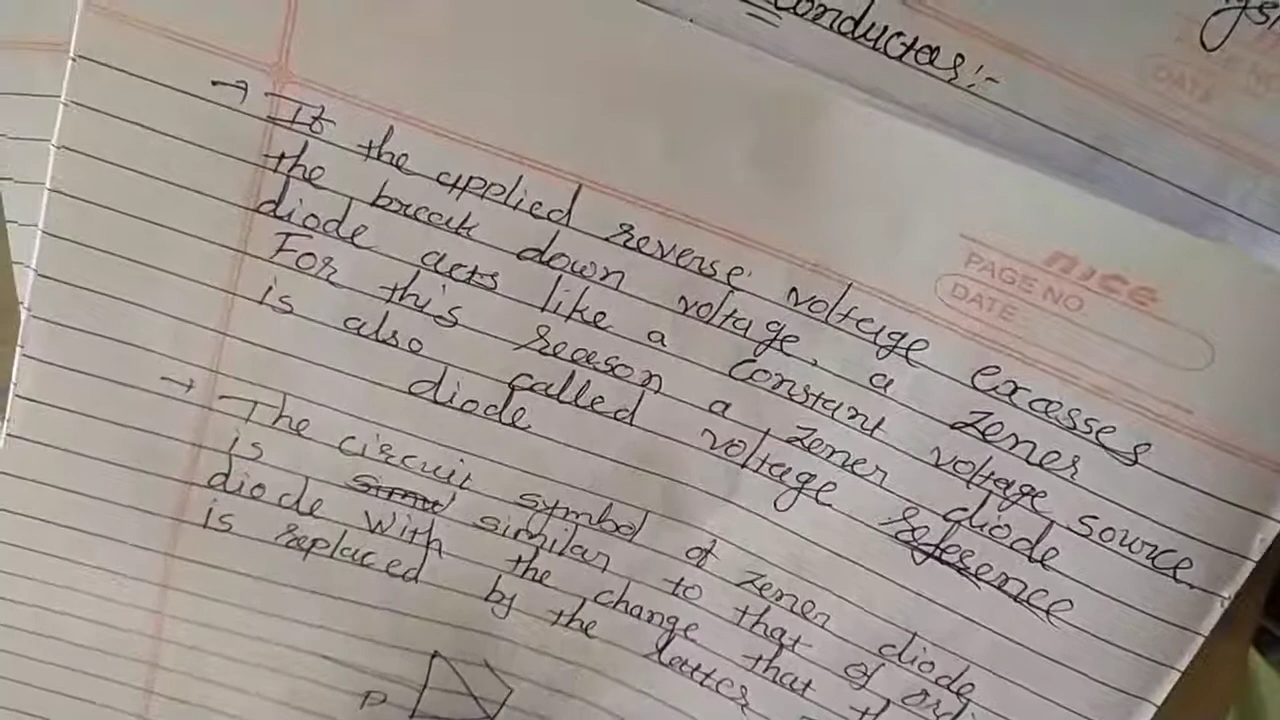 conductors:-
nice
PAGE NO.
DATE
→ If the applied reverse voltage excesses
the break down voltage, a zener
diode acts like a constant voltage source.
For this reason a zener diode
is also called voltage reference
diode
→ The circuit symbol of zener diode
is similar to that of
diode with the change that
is replaced by the letter
P